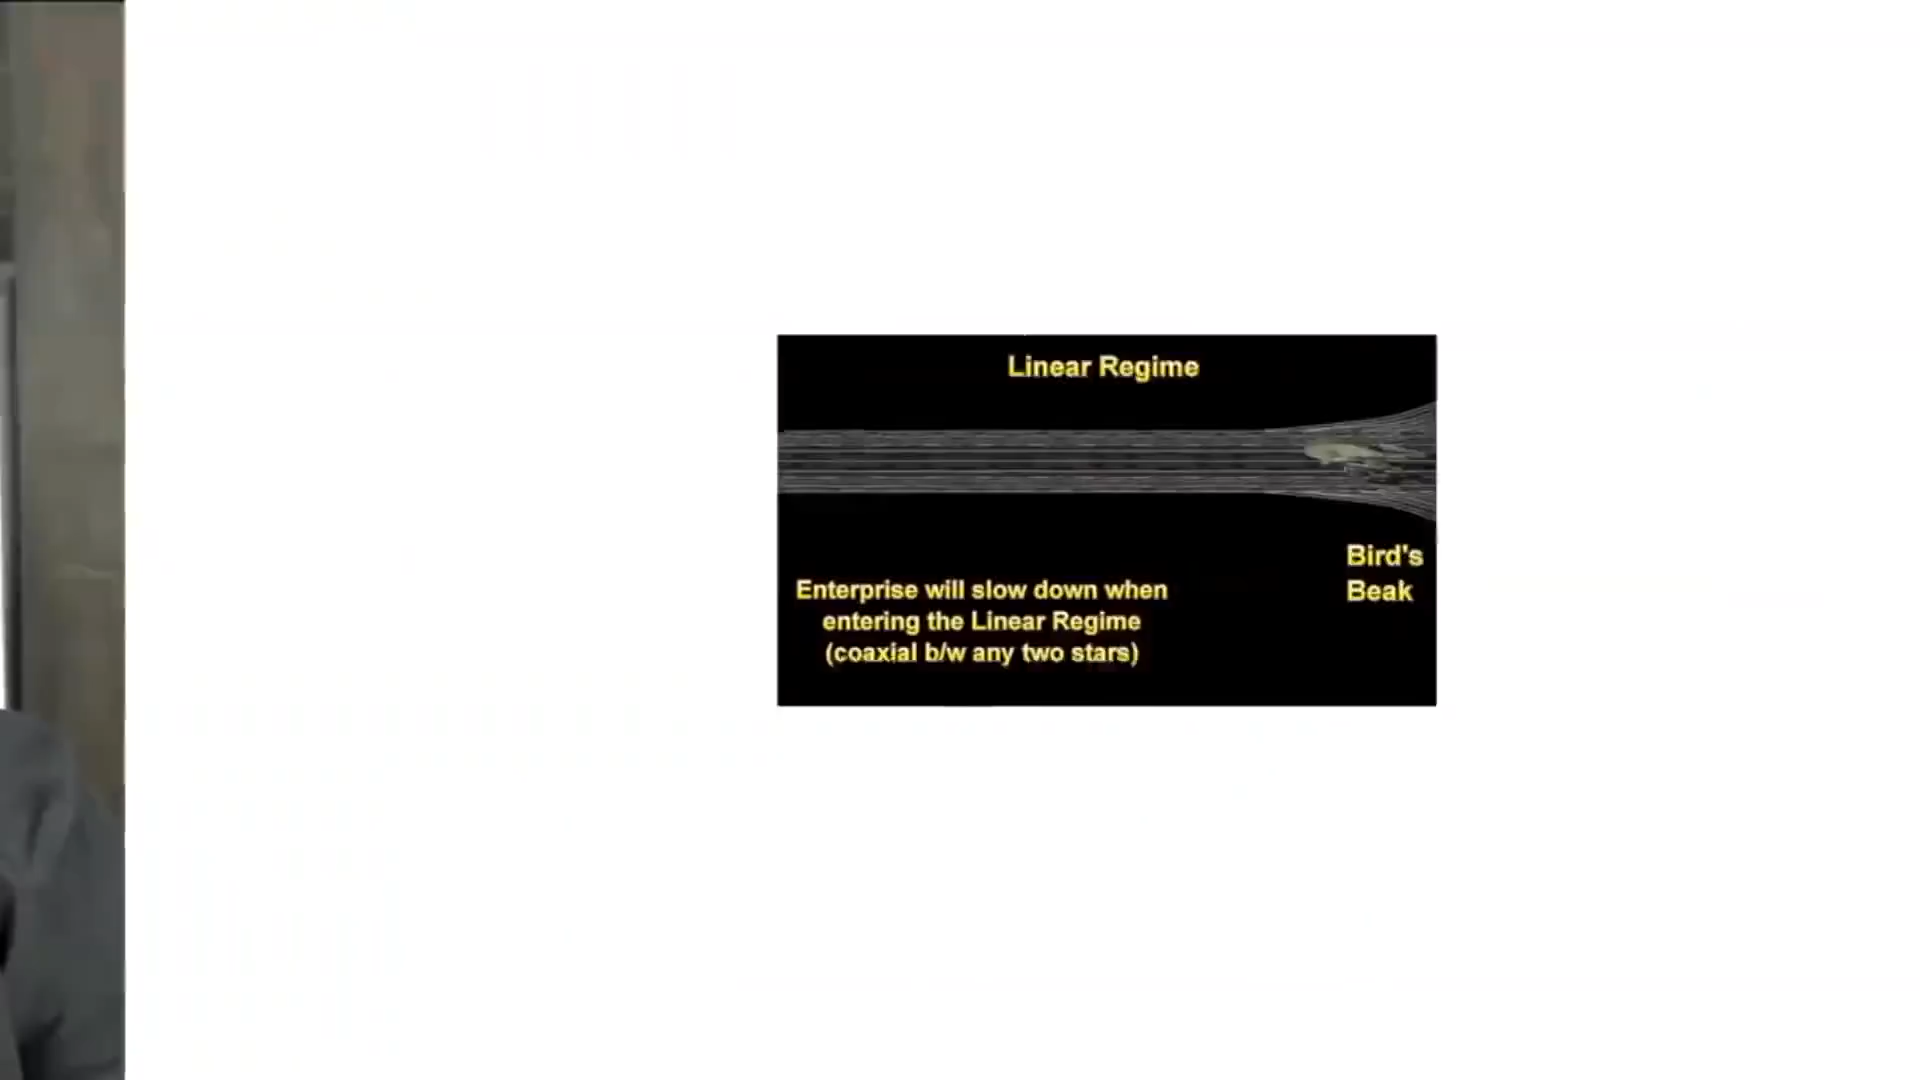 Linear Regime
Bird's
Beak
Enterprise will slow down when
entering the Linear Regime
(coaxial b/w any two stars)